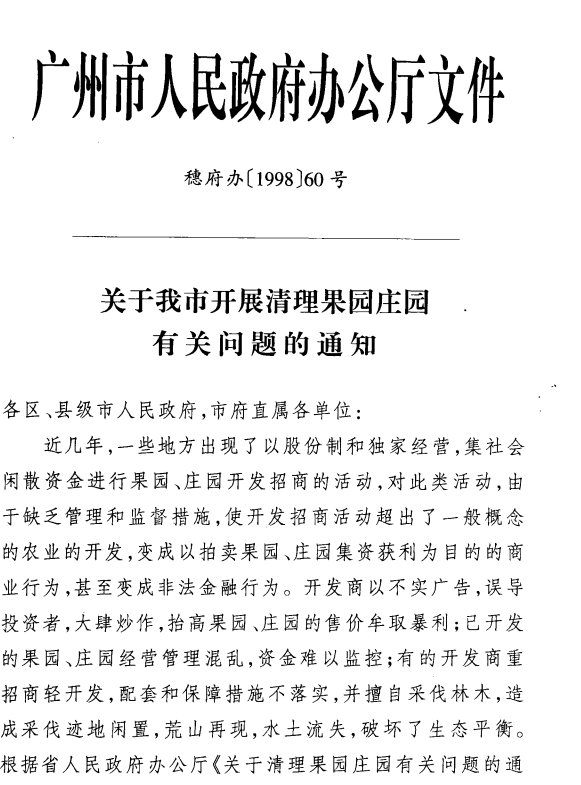 广州市人民政府办公厅文件
穗府办〔1998〕60号
关于我市开展清理果园庄园
有关问题的通知
各区、县级市人民政府,市府直属各单位:
近几年,一些地方出现了以股份制和独家经营,集社会
闲散资金进行果园、庄园开发招商的活动,对此类活动,由
于缺乏管理和监督措施,使开发招商活动超出了一般概念
的农业的开发,变成以拍卖果园、庄园集资获利为目的的商
业行为,甚至变成非法金融行为。开发商以不实广告,误导
投资者,大肆炒作,抬高果园、庄园的售价牟取暴利;已开发
的果园、庄园经营管理混乱,资金难以监控;有的开发商重
招商轻开发,配套和保障措施不落实,并擅自采伐林木,造
成采伐迹地闲置,荒山再现,水土流失,破坏了生态平衡。
根据省人民政府办公厅《关于清理果园庄园有关问题的通